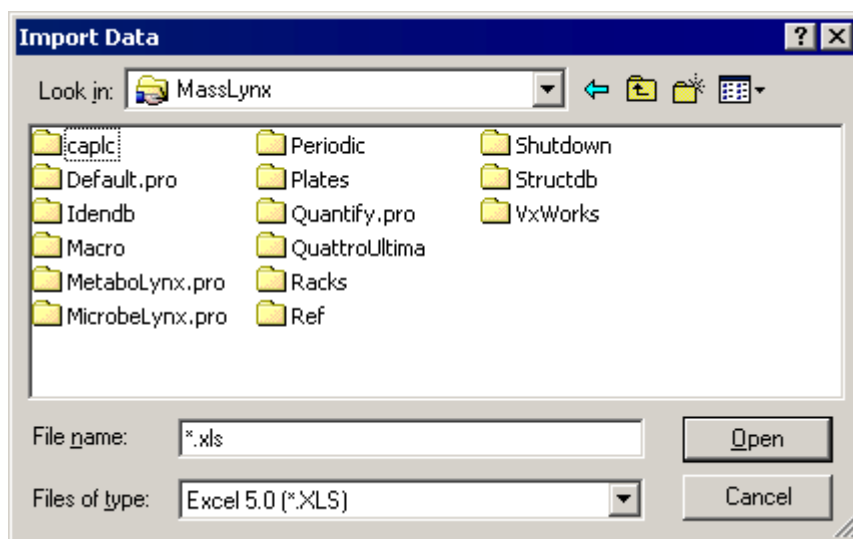 Import Data
Look in: MassLynx
caplc Periodic Shutdown
Default.pro Plates Structdb
Idendb Quantify.pro VxWorks
Macro QuattroUltima
MetaboLynx.pro Racks
MicrobeLynx.pro Ref
File name: *.xls Open
Files of type: Excel 5.0 (*.XLS) Cancel